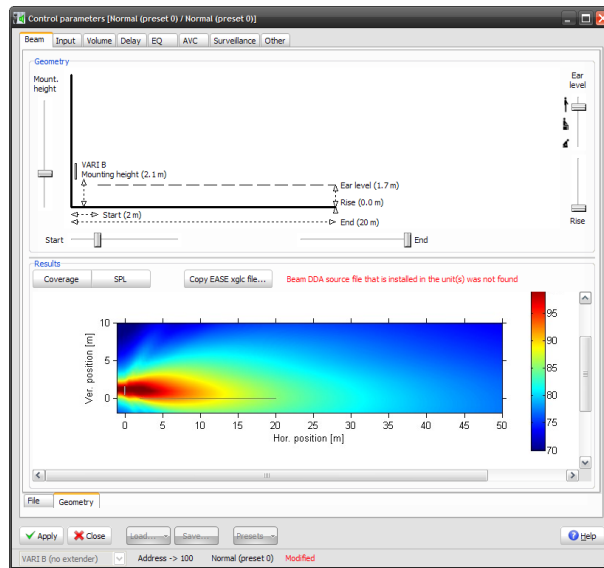 Control parameters [Normal (preset 0) / Normal (preset 0)]
Beam Input Volume Delay EQ AVC Surveillance Other
Geometry
Mount. height
Ear level
VARI B
Mounting height (2.1 m)
Ear level (1.7 m)
Rise (0.0 m)
Start (2 m)
End (20 m)
Rise
Start
End
Results
Coverage SPL Copy EASE xglc file... Beam DDA source file that is installed in the unit(s) was not found
Ver. position [m]
10
5
0
0 5 10 15 20 25 30 35 40 45 50
Hor. position [m]
95
90
85
80
75
70
File Geometry
Apply Close Load... Save... Presets Help
VARI B (no extender) Address -> 100 Normal (preset 0) Modified